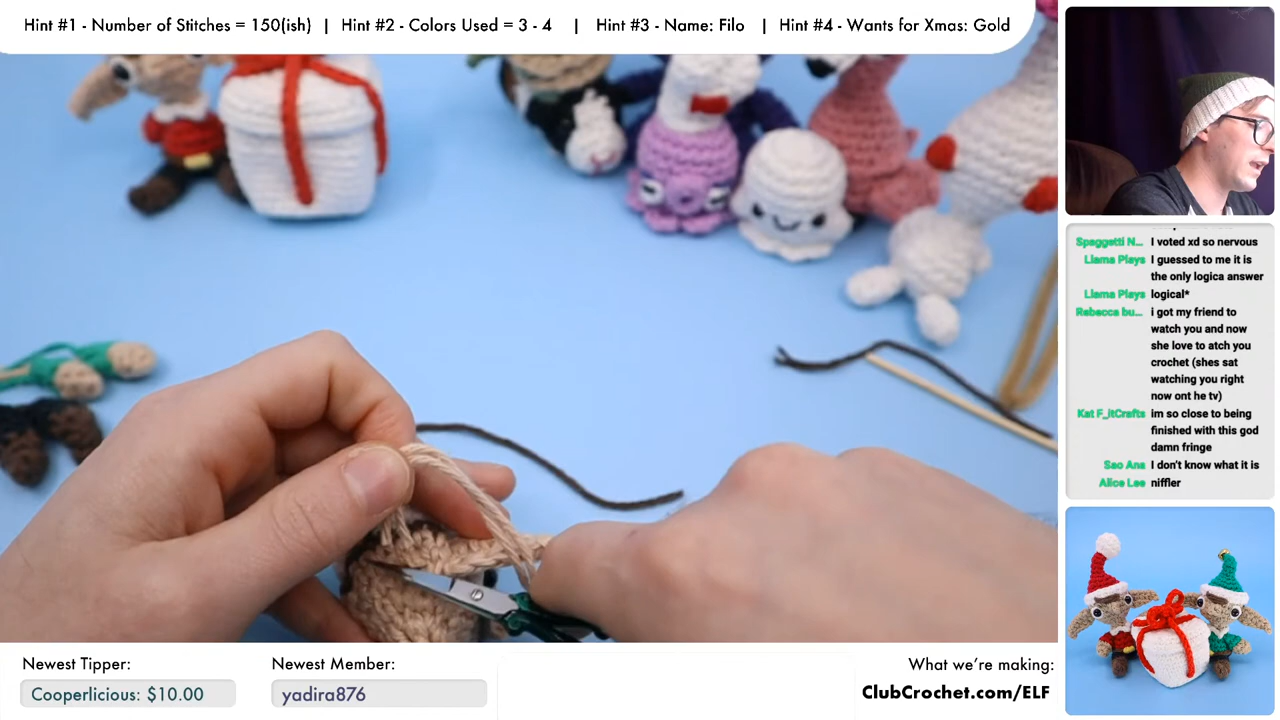 Hint #1 - Number of Stitches = 150(ish) | Hint #2 - Colors Used = 3 - 4 | Hint #3 - Name: Filo | Hint #4 - Wants for Xmas: Gold
Spaggetti N... I voted xd so nervous
Llama Plays I guessed to me it is
the only logica answer
Llama Plays logical*
Rebecca bu... i got my friend to
watch you and now
she love to atch you
crochet (shes sat
watching you right
now ont he tv)
Kat F_itCrafts im so close to being
finished with this god
damn fringe
Sao Ana I don't know what it is
Alice Lee niffler
Newest Tipper:
Cooperlicious: $10.00
Newest Member:
yadira876
What we're making:
ClubCrochet.com/ELF